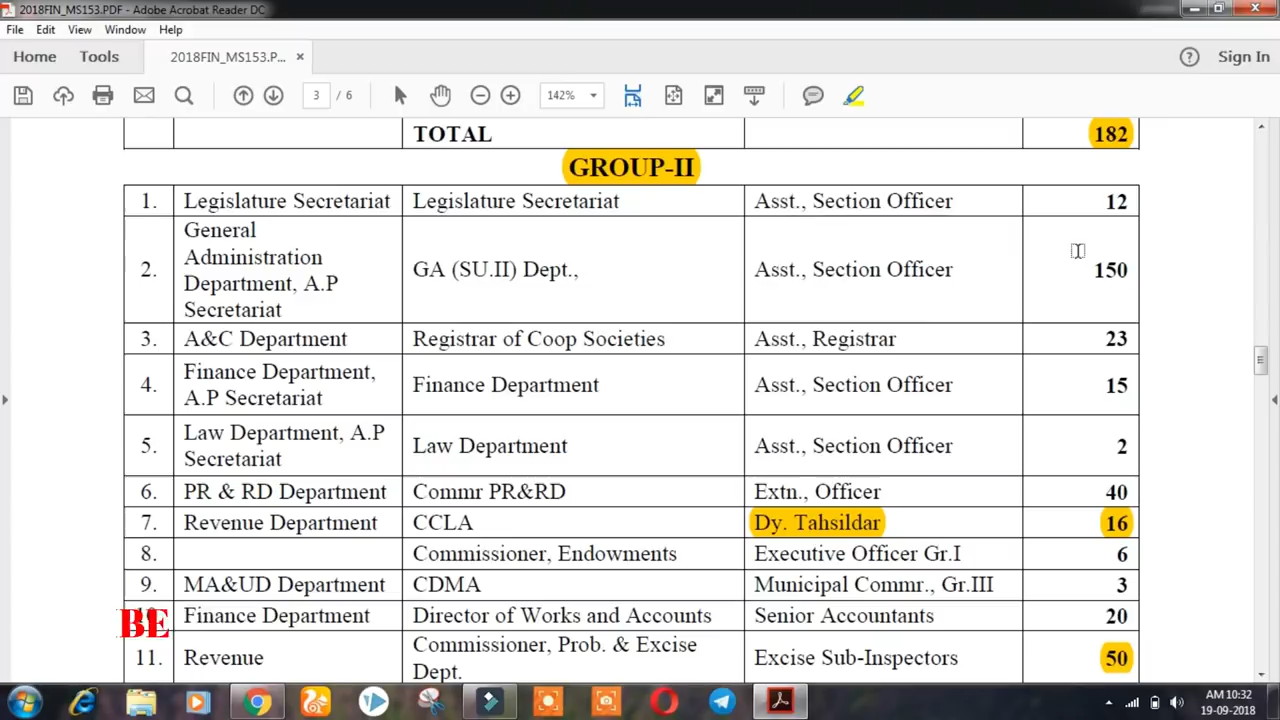 2018FIN_MS153.PDF - Adobe Acrobat Reader DC
File Edit View Window Help
Home Tools 2018FIN_MS153.P... × Sign In
3 / 6 142%
TOTAL 182
GROUP-II
1. Legislature Secretariat Legislature Secretariat Asst., Section Officer 12
2. General Administration Department, A.P Secretariat GA (SU.II) Dept., Asst., Section Officer 150
3. A&C Department Registrar of Coop Societies Asst., Registrar 23
4. Finance Department, A.P Secretariat Finance Department Asst., Section Officer 15
5. Law Department, A.P Secretariat Law Department Asst., Section Officer 2
6. PR & RD Department Commr PR&RD Extn., Officer 40
7. Revenue Department CCLA Dy. Tahsildar 16
8. Commissioner, Endowments Executive Officer Gr.I 6
9. MA&UD Department CDMA Municipal Commr., Gr.III 3
BE Finance Department Director of Works and Accounts Senior Accountants 20
11. Revenue Commissioner, Prob. & Excise Dept. Excise Sub-Inspectors 50
AM 10:32
19-09-2018